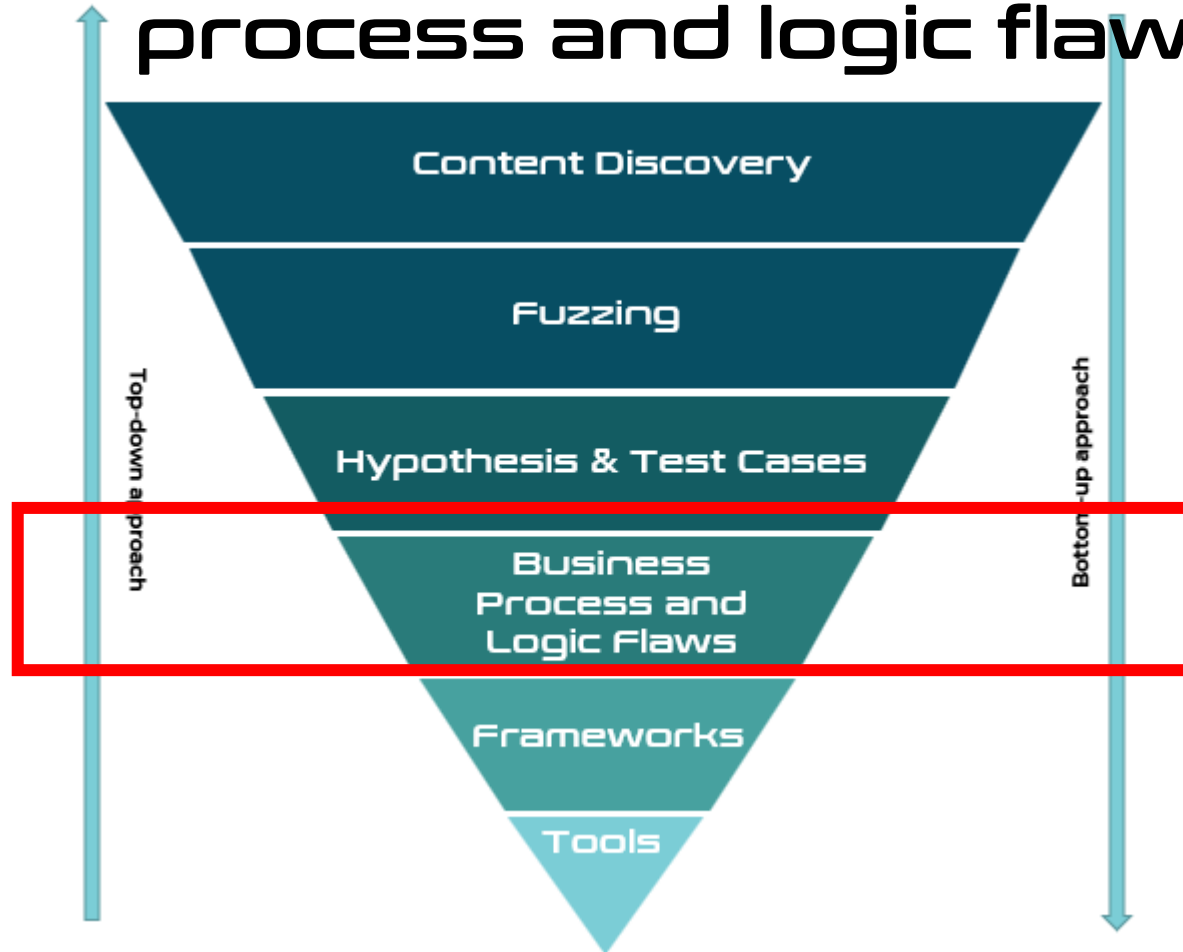 process and logic flaw
Content Discovery
Fuzzing
Top-down approach
Bottom-up approach
Hypothesis & Test Cases
Business
Process and
Logic Flaws
Frameworks
Tools